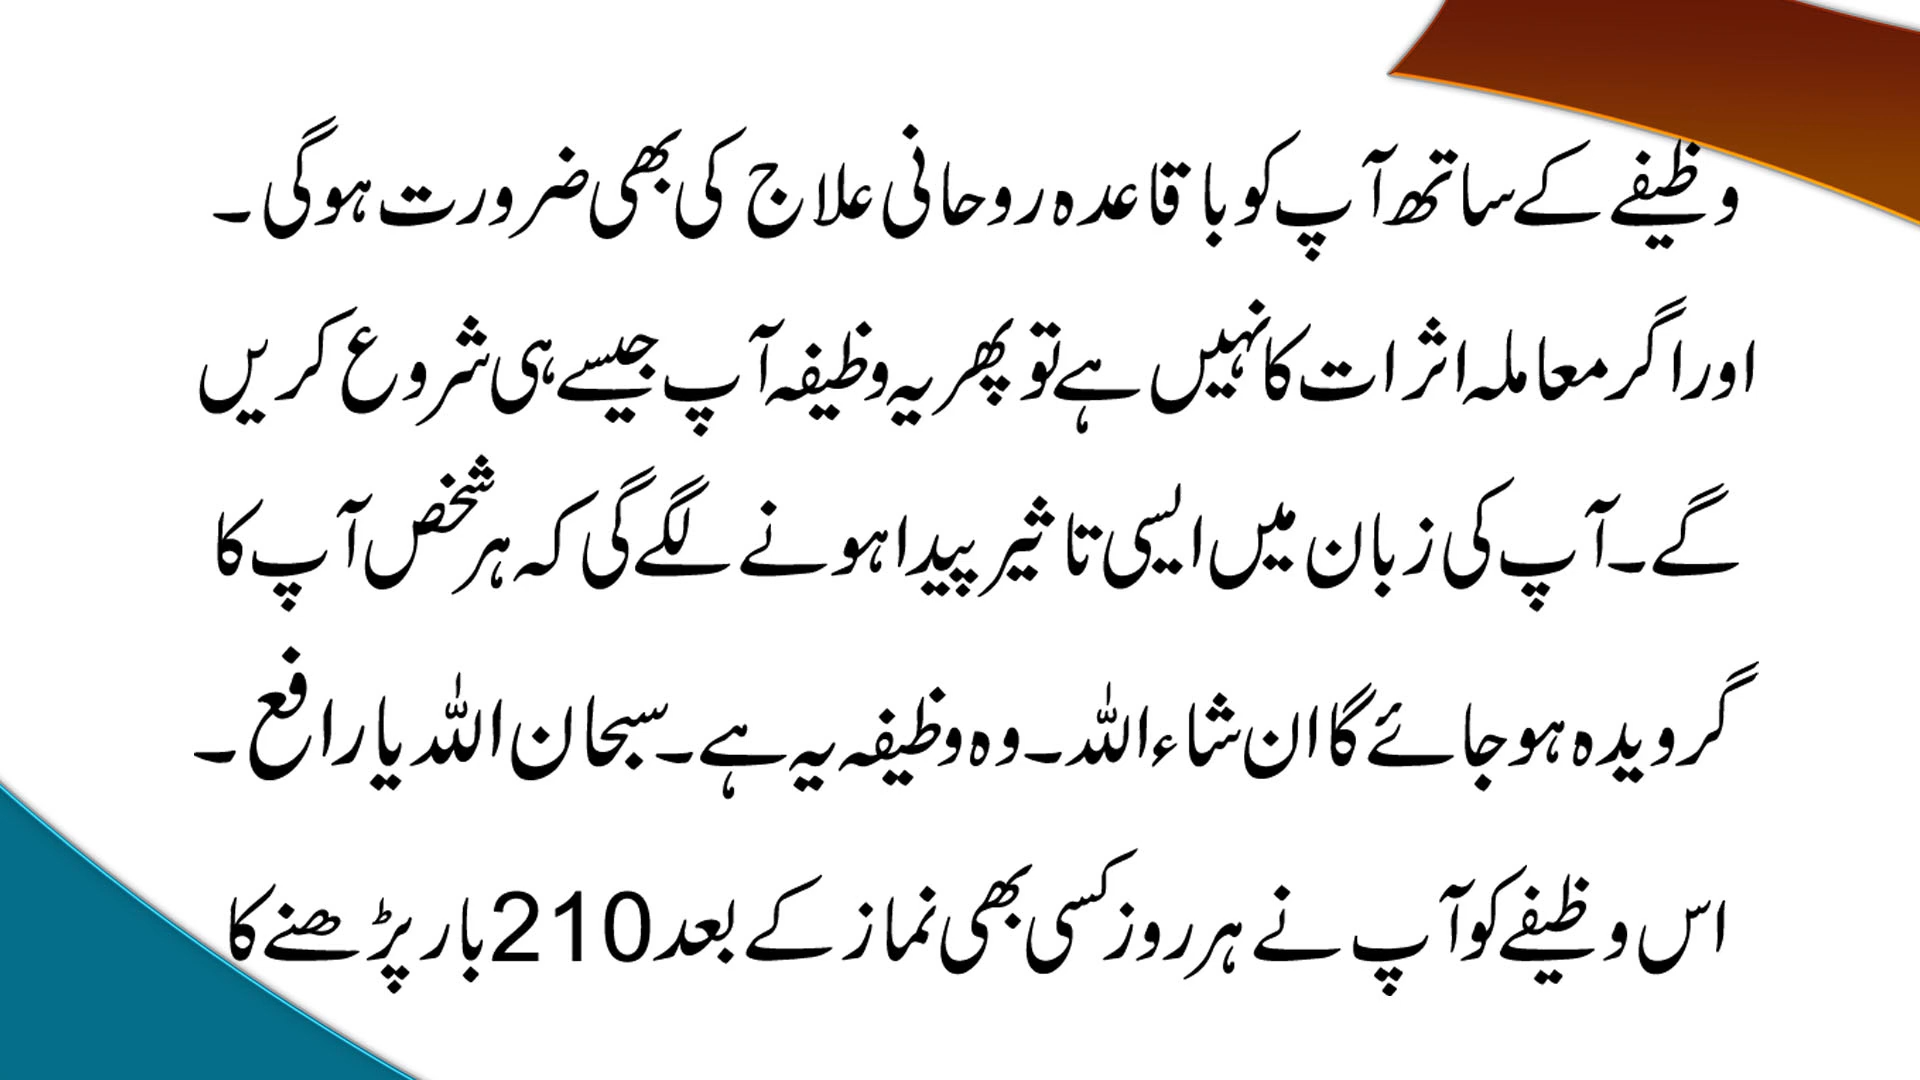 وظیفے کے ساتھ آپ کو باقاعدہ روحانی علاج کی بھی ضرورت ہوگی۔
اور اگر معاملہ اثرات کا نہیں ہے تو پھر یہ وظیفہ آپ جیسے ہی شروع کریں
گے۔ آپ کی زبان میں ایسی تاثیر پیدا ہونے لگے گی کہ ہر شخص آپ کا
گرویدہ ہو جائے گا ان شاء اللہ۔ وہ وظیفہ یہ ہے۔ سبحان اللہ یا رافع۔
اس وظیفے کو آپ نے ہر روز کسی بھی نماز کے بعد 210 بار پڑھنے کا